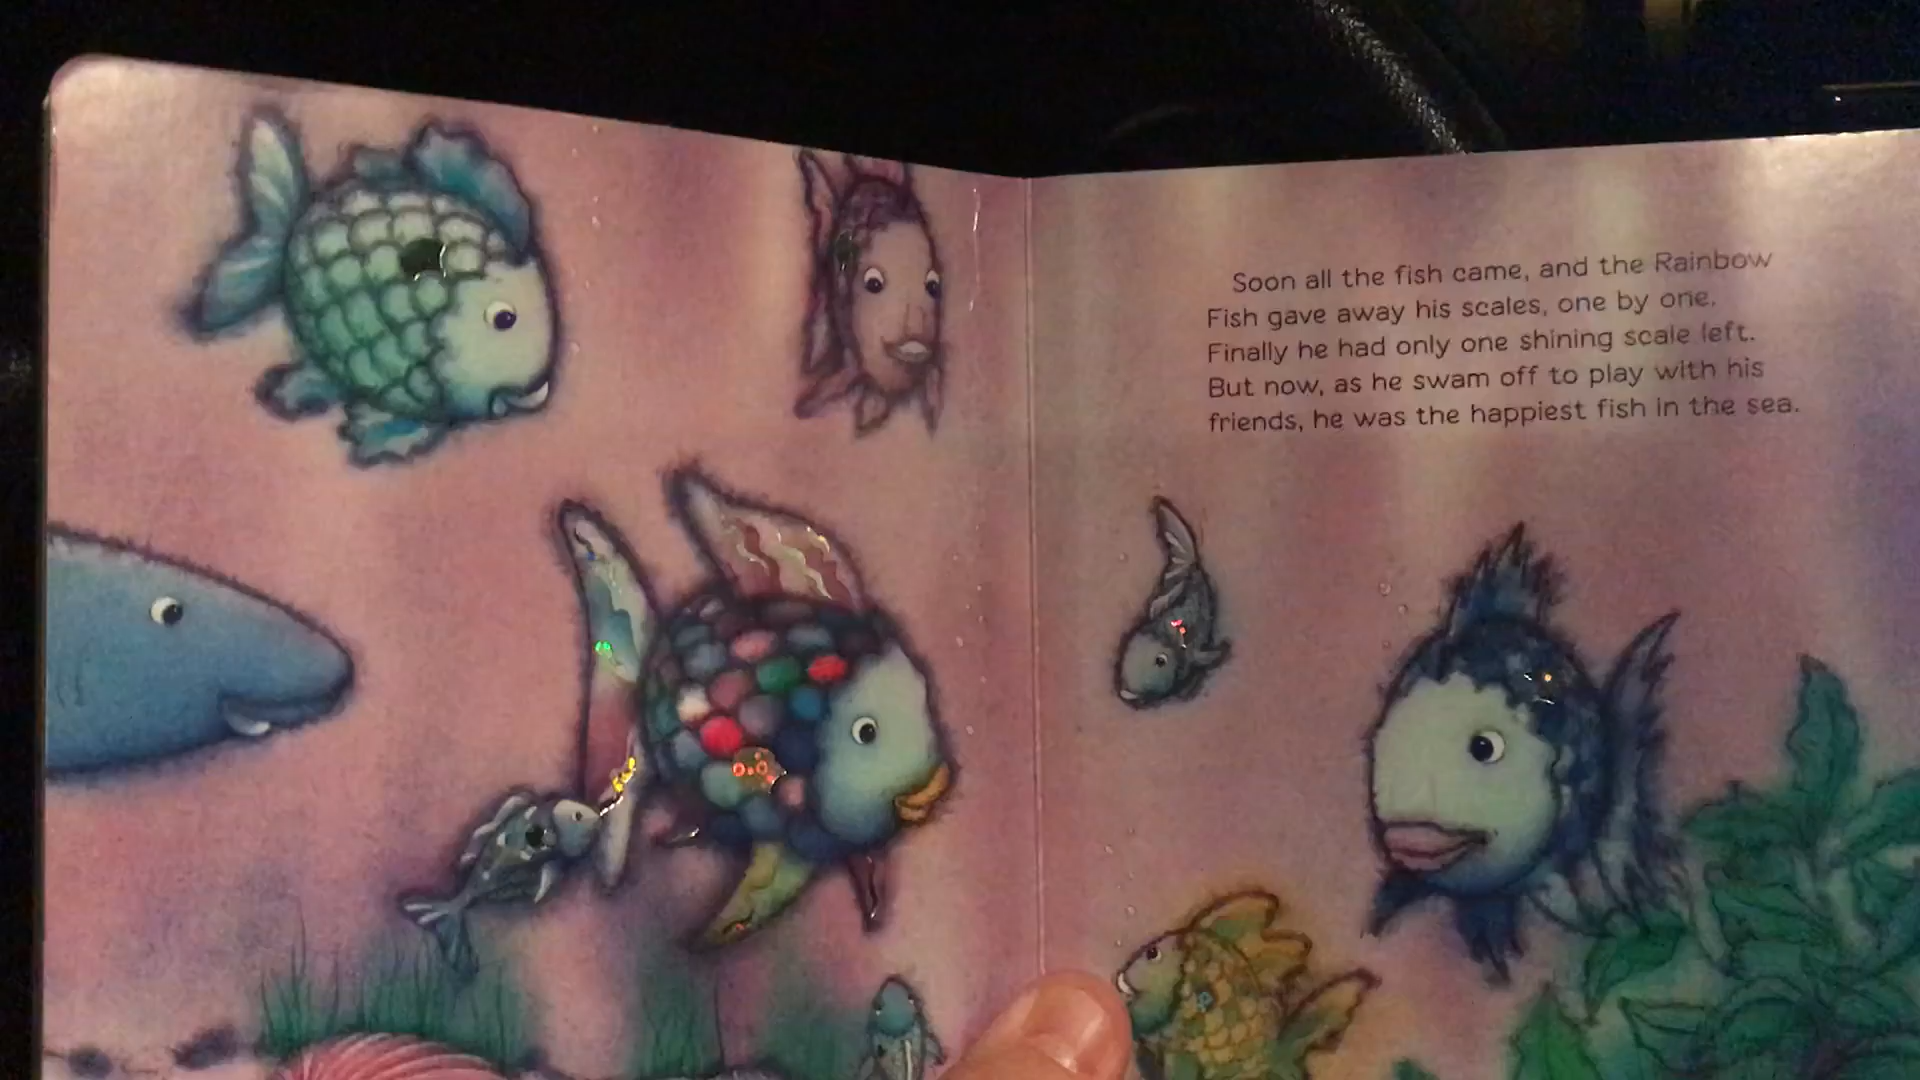 Soon all the fish came, and the Rainbow
Fish gave away his scales, one by one.
Finally he had only one shining scale left.
But now, as he swam off to play with his
friends, he was the happiest fish in the sea.